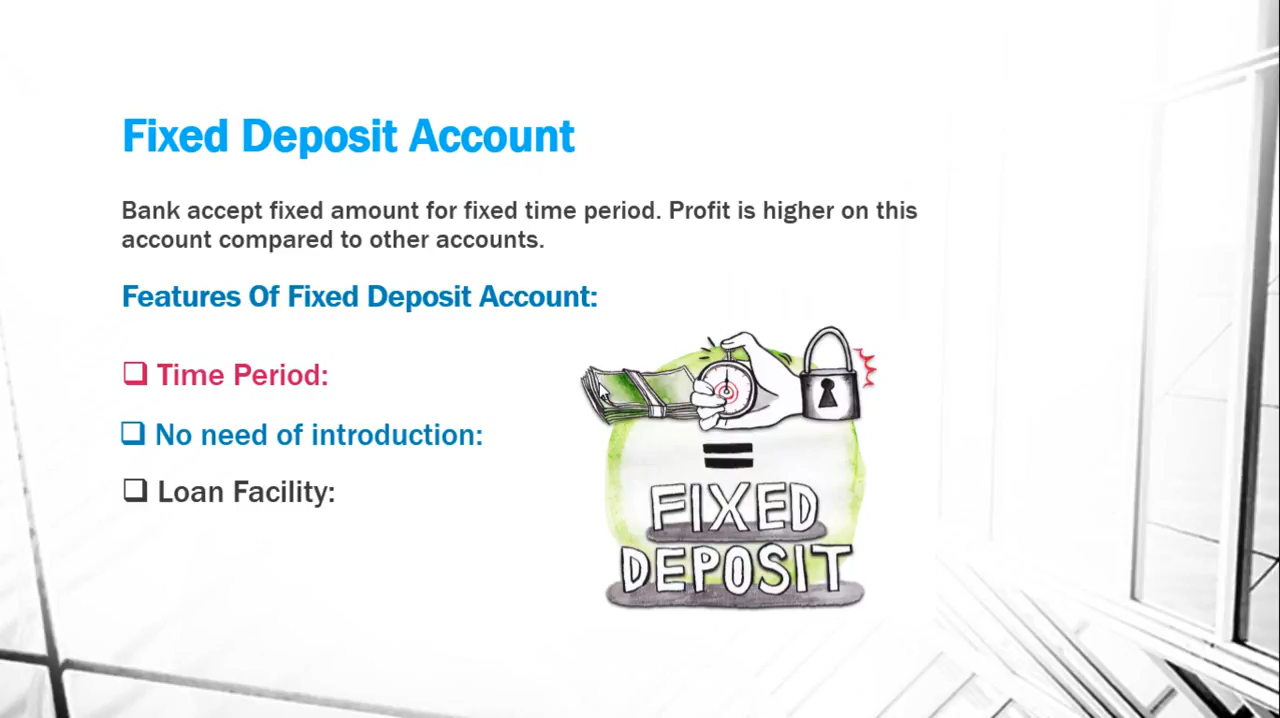 Fixed Deposit Account
Bank accept fixed amount for fixed time period. Profit is higher on this
account compared to other accounts.
Features Of Fixed Deposit Account:
❑ Time Period:
❑ No need of introduction:
❑ Loan Facility:
=
FIXED
DEPOSIT